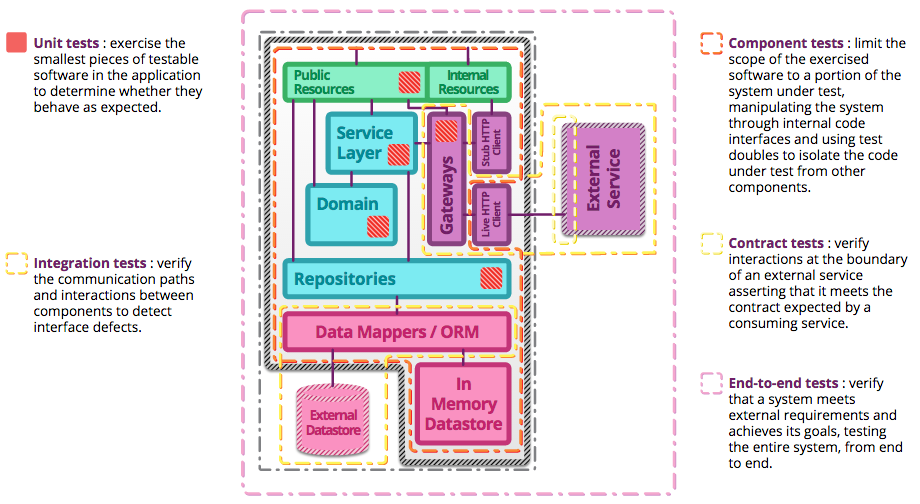 Unit tests : exercise the
smallest pieces of testable
software in the application
to determine whether they
behave as expected.
Integration tests : verify
the communication paths
and interactions between
components to detect
interface defects.
Public
Resources
Internal
Resources
Service
Layer
Gateways
Stub HTTP
Client
Domain
Live HTTP
Client
External
Service
Repositories
Data Mappers / ORM
External
Datastore
In
Memory
Datastore
Component tests : limit the
scope of the exercised
software to a portion of the
system under test,
manipulating the system
through internal code
interfaces and using test
doubles to isolate the code
under test from other
components.
Contract tests : verify
interactions at the boundary
of an external service
asserting that it meets the
contract expected by a
consuming service.
End-to-end tests : verify
that a system meets
external requirements and
achieves its goals, testing
the entire system, from end
to end.